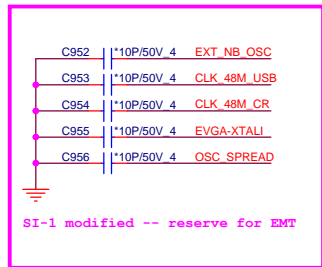 C952 *10P/50V_4 EXT_NB_OSC
C953 *10P/50V_4 CLK_48M_USB
C954 *10P/50V_4 CLK_48M_CR
C955 *10P/50V_4 EVGA-XTALI
C956 *10P/50V_4 OSC_SPREAD
SI-1 modified -- reserve for EMT